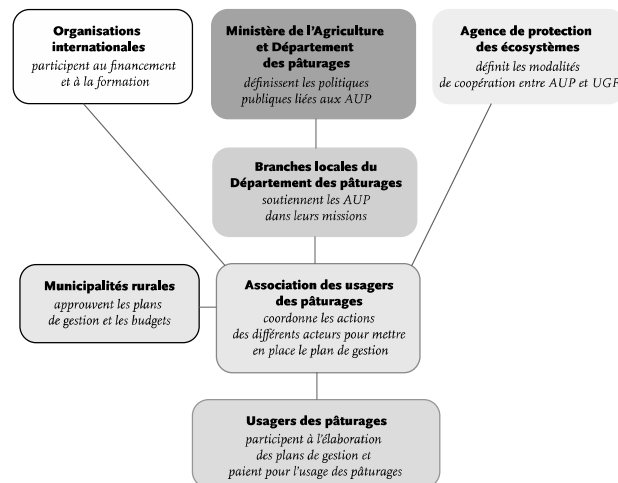 Organisations
internationales
participent au financement
et à la formation
Ministère de l'Agriculture
et Département
des pâturages
définissent les politiques
publiques liées aux AUP
Agence de protection
des écosystèmes
définit les modalités
de coopération entre AUP et UGF
Branches locales du
Département des pâturages
soutiennent les AUP
dans leurs missions
Municipalités rurales
approuvent les plans
de gestion et les budgets
Association des usagers
des pâturages
coordonne les actions
des différents acteurs pour mettre
en place le plan de gestion
Usagers des pâturages
participent à l'élaboration
des plans de gestion et
paient pour l'usage des pâturages